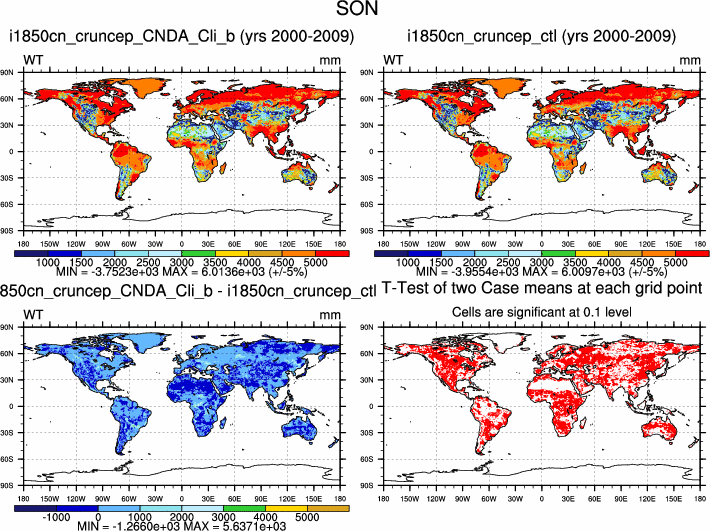 SON
i1850cn_cruncep_CNDA_Cli_b (yrs 2000-2009)
i1850cn_cruncep_ctl (yrs 2000-2009)
WT mm
WT mm
90N 90N
60N 60N
30N 30N
0 0
30S 30S
60S 60S
90S 90S
180 150W 120W 90W 60W 30W 0 30E 60E 90E 120E 150E 180
180 150W 120W 90W 60W 30W 0 30E 60E 90E 120E 150E 180
1000 1500 2000 2500 3000 3500 4000 4500 5000
1000 1500 2000 2500 3000 3500 4000 4500 5000
MIN = -3.7523e+03 MAX = 6.0136e+03 (+/-5%)
MIN = -3.9554e+03 MAX = 6.0097e+03 (+/-5%)
850cn_cruncep_CNDA_Cli_b - i1850cn_cruncep_ctl
T-Test of two Case means at each grid point
WT mm
Cells are significant at 0.1 level
90N 90N
60N 60N
30N 30N
0 0
30S 30S
60S 60S
90S 90S
180 150W 120W 90W 60W 30W 0 30E 60E 90E 120E 150E 180
180 150W 120W 90W 60W 30W 0 30E 60E 90E 120E 150E 180
-1000 0 1000 2000 3000 4000 5000
MIN = -1.2660e+03 MAX = 5.6371e+03